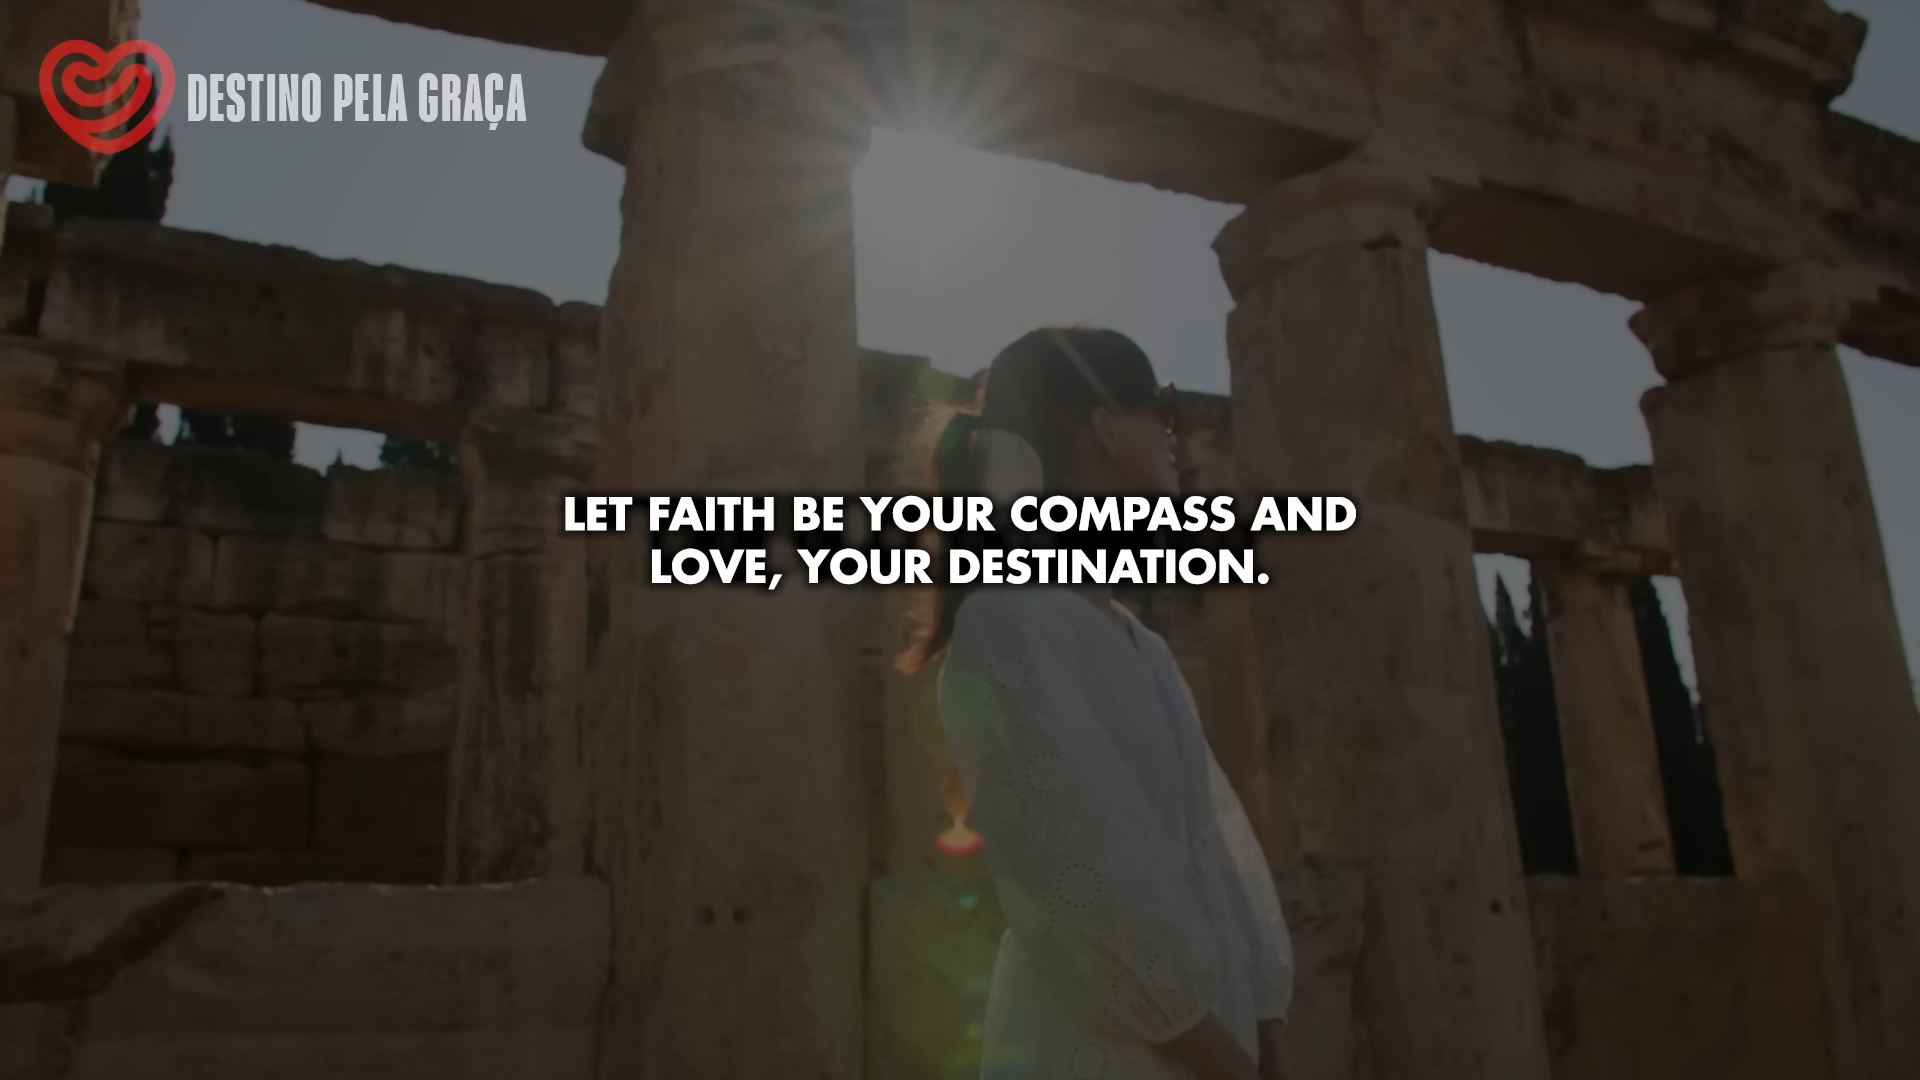 DESTINO PELA GRAÇA
LET FAITH BE YOUR COMPASS AND
LOVE, YOUR DESTINATION.